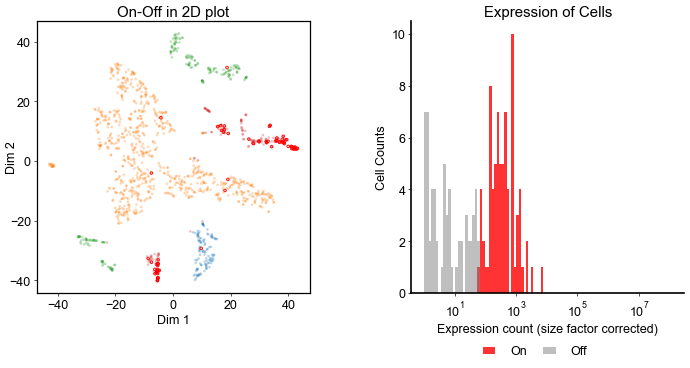 On-Off in 2D plot
Dim 2
40
20
0
−20
−40
−40 −20 0 20 40
Dim 1
Expression of Cells
Cell Counts
10
8
6
4
2
0
10^1 10^3 10^5 10^7
Expression count (size factor corrected)
On Off